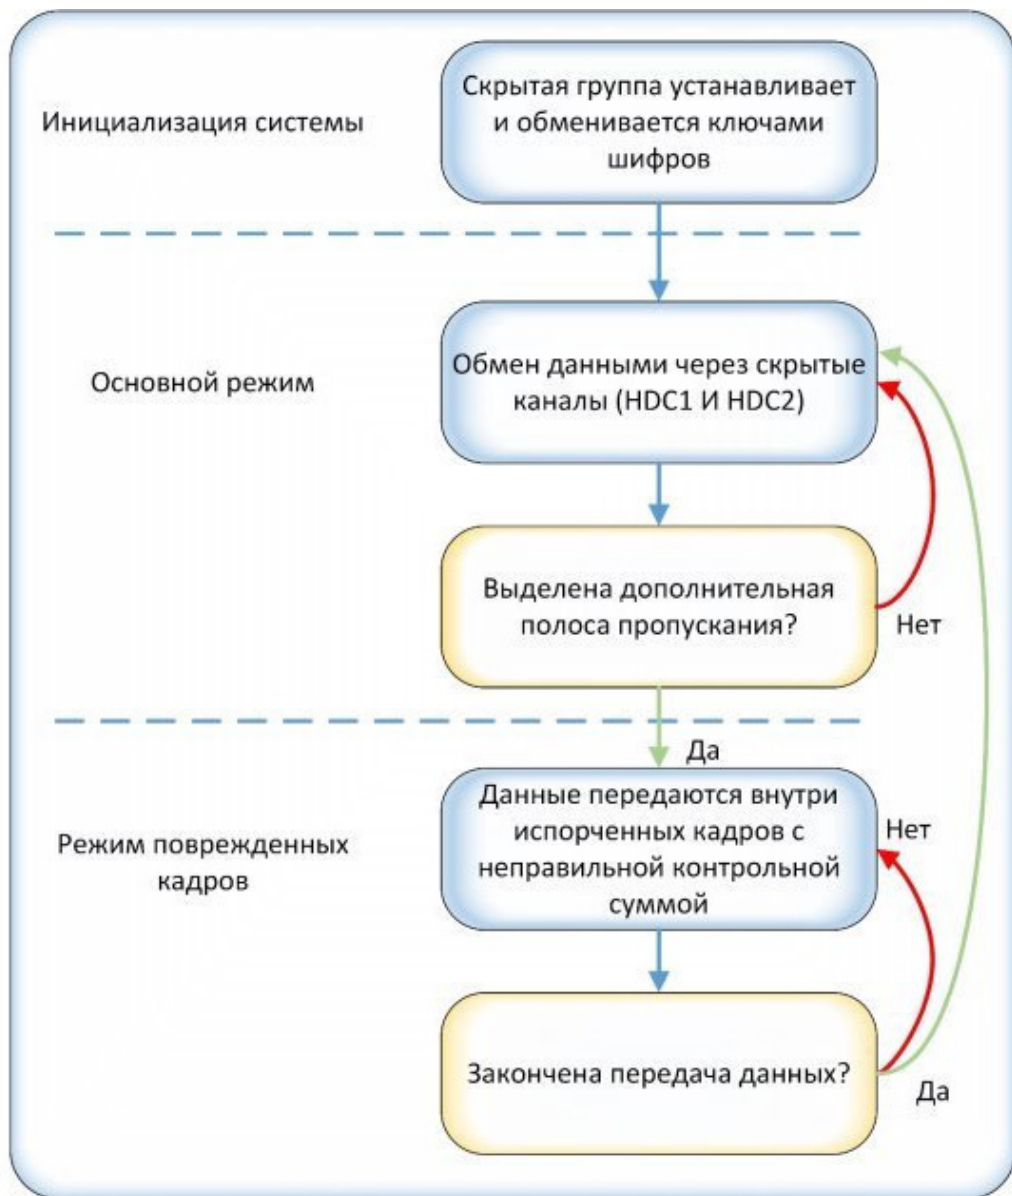 Инициализация системы
Скрытая группа устанавливает
и обменивается ключами
шифров
Основной режим
Обмен данными через скрытые
каналы (HDC1 И HDC2)
Выделена дополнительная
полоса пропускания?
Нет
Да
Режим поврежденных
кадров
Данные передаются внутри
испорченных кадров с
неправильной контрольной
суммой
Нет
Закончена передача данных?
Да